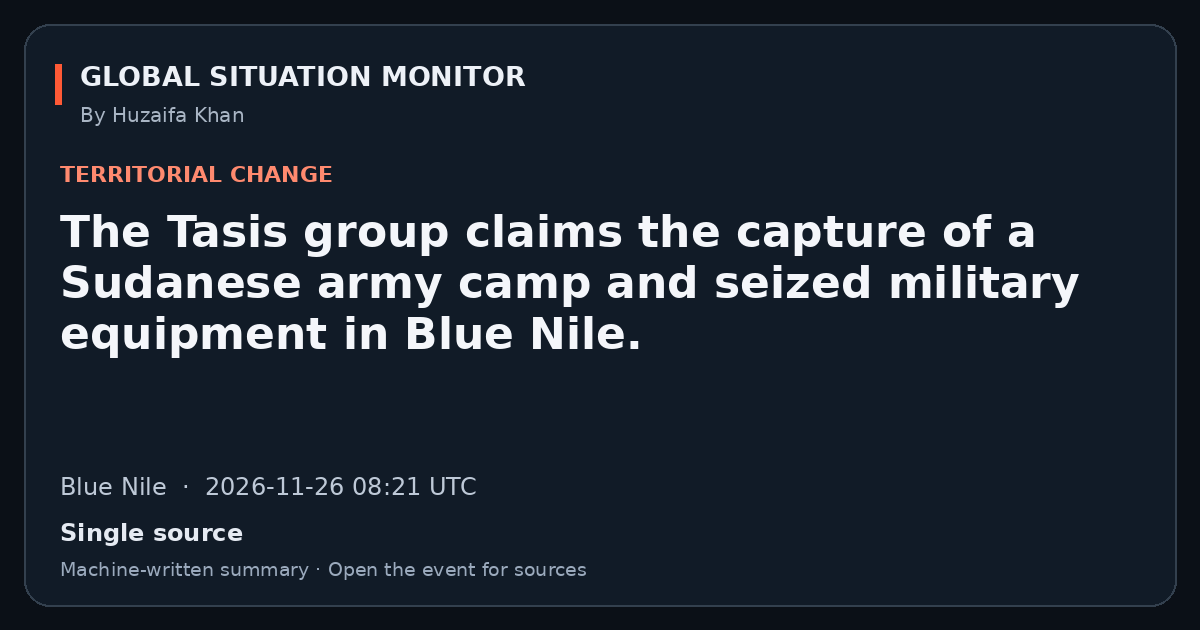 GLOBAL SITUATION MONITOR
By Huzaifa Khan
TERRITORIAL CHANGE
The Tasis group claims the capture of a
Sudanese army camp and seized military
equipment in Blue Nile.
Blue Nile · 2026-11-26 08:21 UTC
Single source
Machine-written summary · Open the event for sources